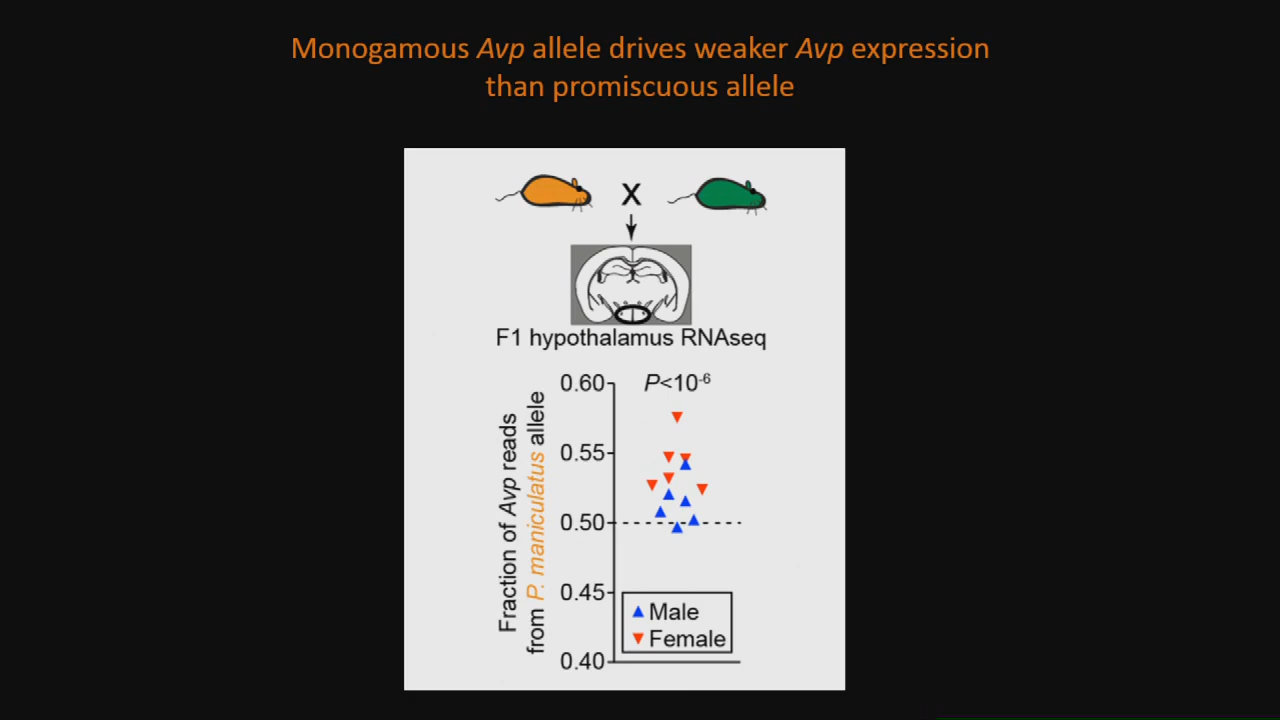 Monogamous Avp allele drives weaker Avp expression
than promiscuous allele
X
F1 hypothalamus RNAseq
Fraction of Avp reads
from P. maniculatus allele
0.60
P<10-6
0.55
0.50
0.45
0.40
Male
Female